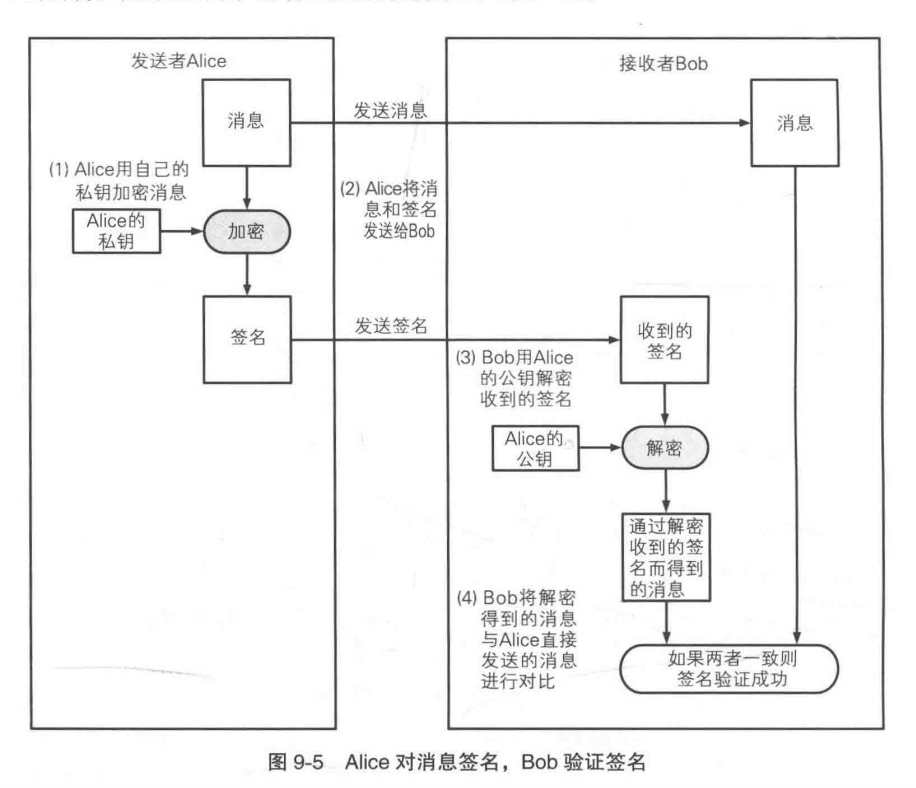 发送者Alice
接收者Bob
消息
发送消息
消息
(1) Alice用自己的
私钥加密消息
(2) Alice将消
息和签名
发送给Bob
Alice的
私钥
加密
签名
发送签名
收到的
签名
(3) Bob用Alice
的公钥解密
收到的签名
Alice的
公钥
解密
通过解密
收到的签
名而得到
的消息
(4) Bob将解密
得到的消息
与Alice直接
发送的消息
进行对比
如果两者一致则
签名验证成功
图 9-5 Alice 对消息签名，Bob 验证签名